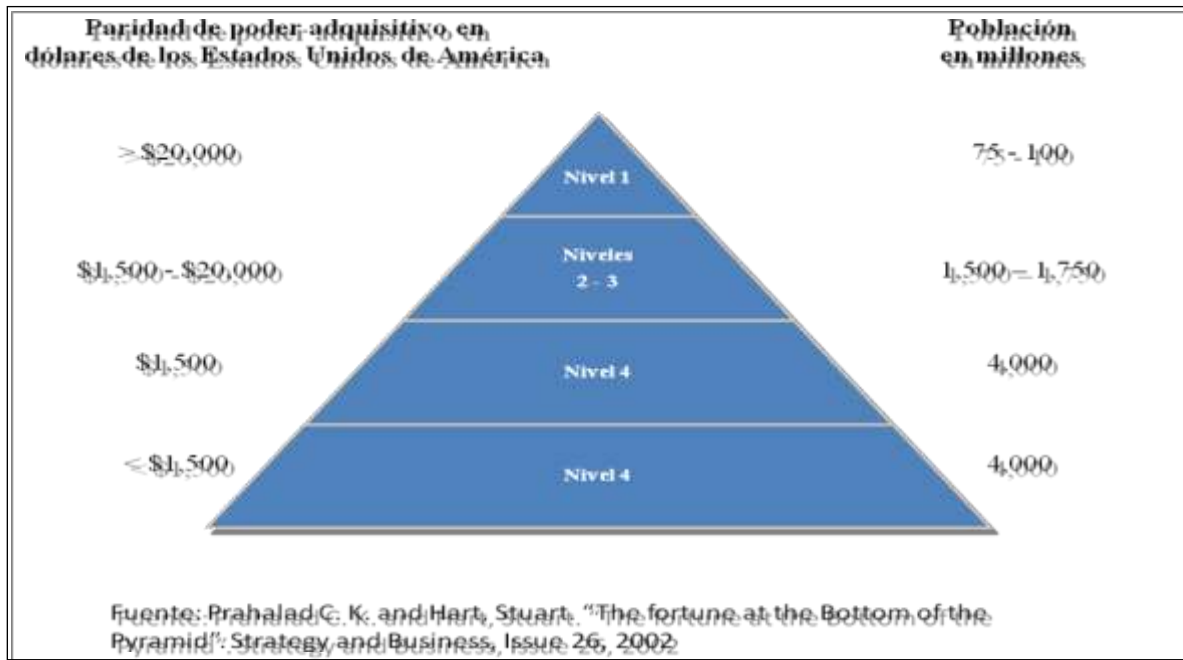 Paridad de poder adquisitivo en
dólares de los Estados Unidos de América
Población
en millones
> $20,000
Nivel 1
75 - 100
$1,500 - $20,000
Niveles
2 - 3
1,500 – 1,750
$1,500
Nivel 4
4,000
< $1,500
Nivel 4
4,000
Fuente: Prahalad C. K. and Hart, Stuart. “The fortune at the Bottom of the
Pyramid”. Strategy and Business, Issue 26, 2002